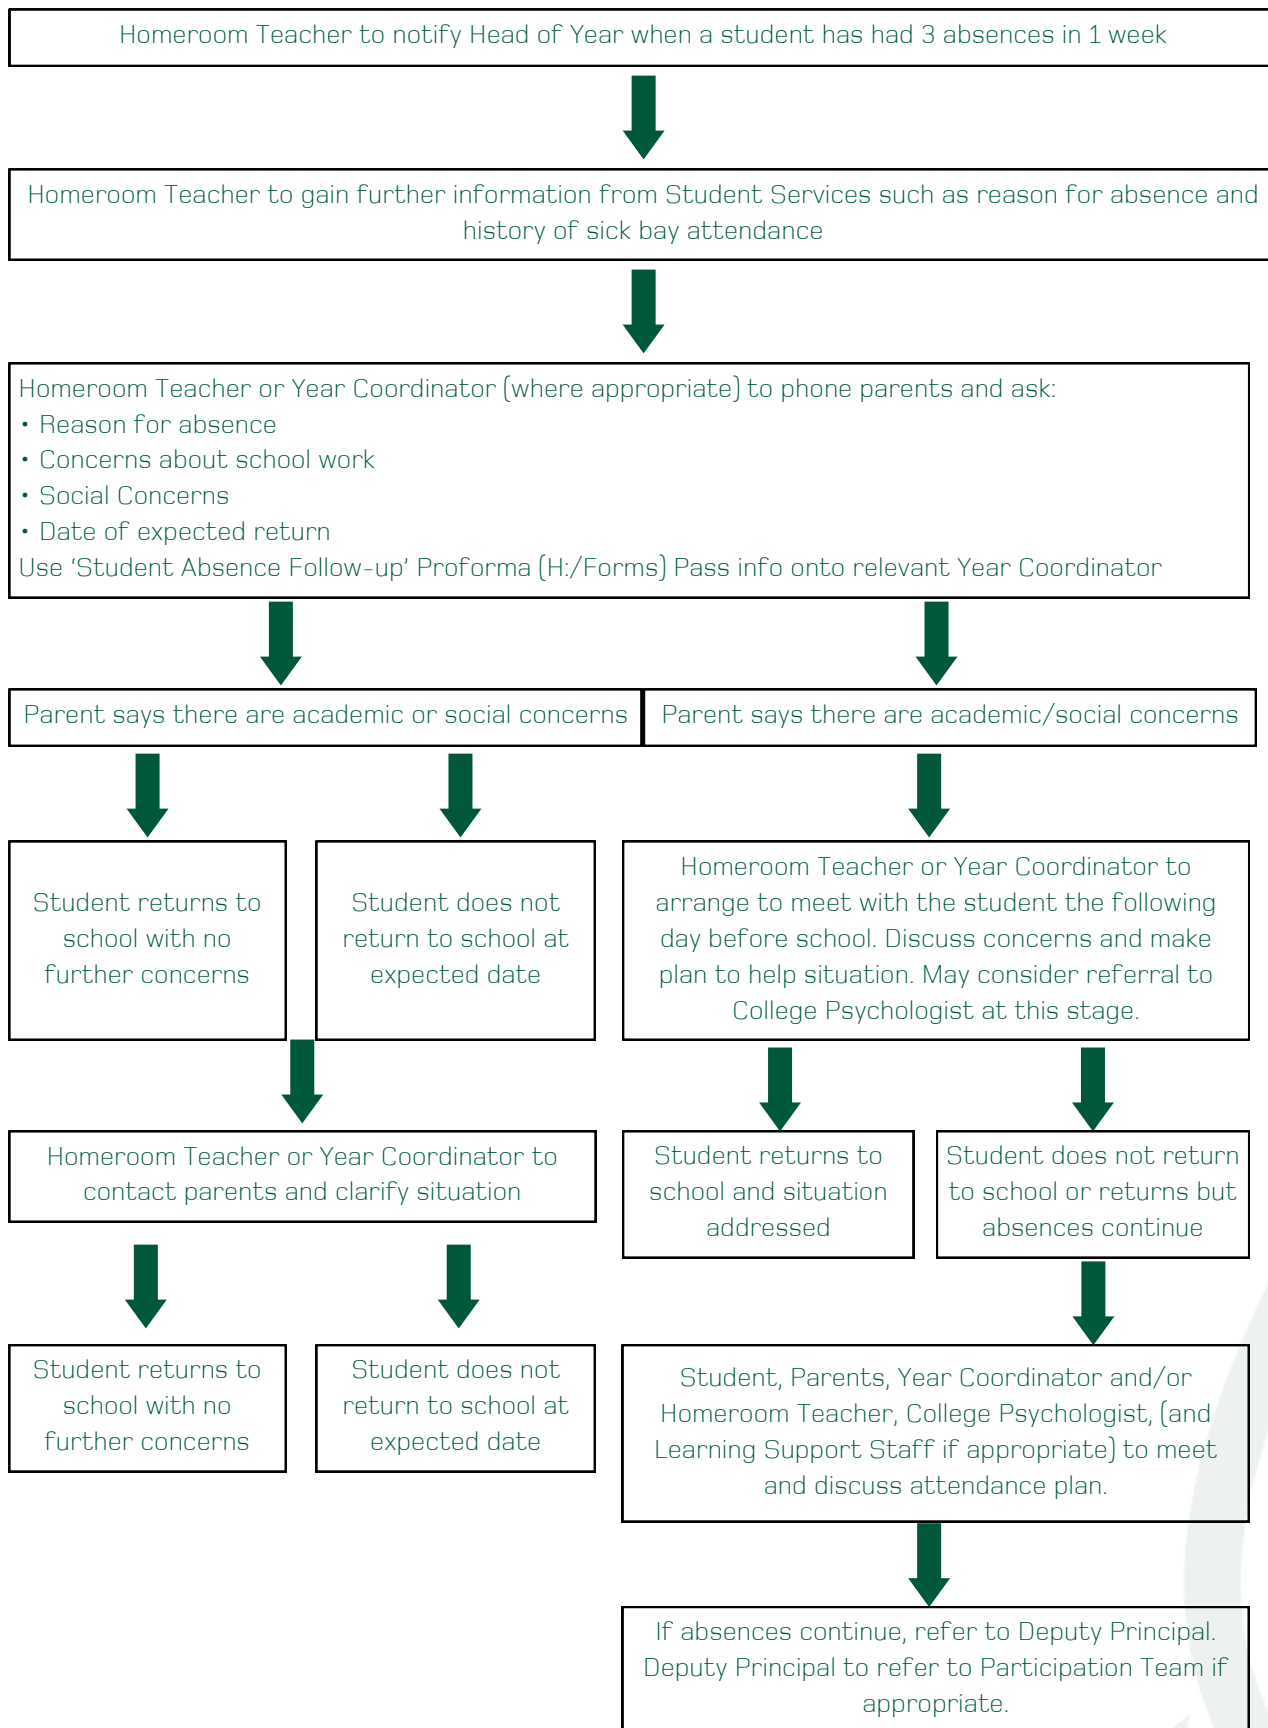 Homeroom Teacher to notify Head of Year when a student has had 3 absences in 1 week
Homeroom Teacher to gain further information from Student Services such as reason for absence and
history of sick bay attendance
Homeroom Teacher or Year Coordinator (where appropriate) to phone parents and ask:
• Reason for absence
• Concerns about school work
• Social Concerns
• Date of expected return
Use ‘Student Absence Follow-up’ Proforma (H:/Forms) Pass info onto relevant Year Coordinator
Parent says there are academic or social concerns
Parent says there are academic/social concerns
Student returns to
school with no
further concerns
Student does not
return to school at
expected date
Homeroom Teacher or Year Coordinator to
arrange to meet with the student the following
day before school. Discuss concerns and make
plan to help situation. May consider referral to
College Psychologist at this stage.
Homeroom Teacher or Year Coordinator to
contact parents and clarify situation
Student returns to
school and situation
addressed
Student does not return
to school or returns but
absences continue
Student returns to
school with no
further concerns
Student does not
return to school at
expected date
Student, Parents, Year Coordinator and/or
Homeroom Teacher, College Psychologist, (and
Learning Support Staff if appropriate) to meet
and discuss attendance plan.
If absences continue, refer to Deputy Principal.
Deputy Principal to refer to Participation Team if
appropriate.